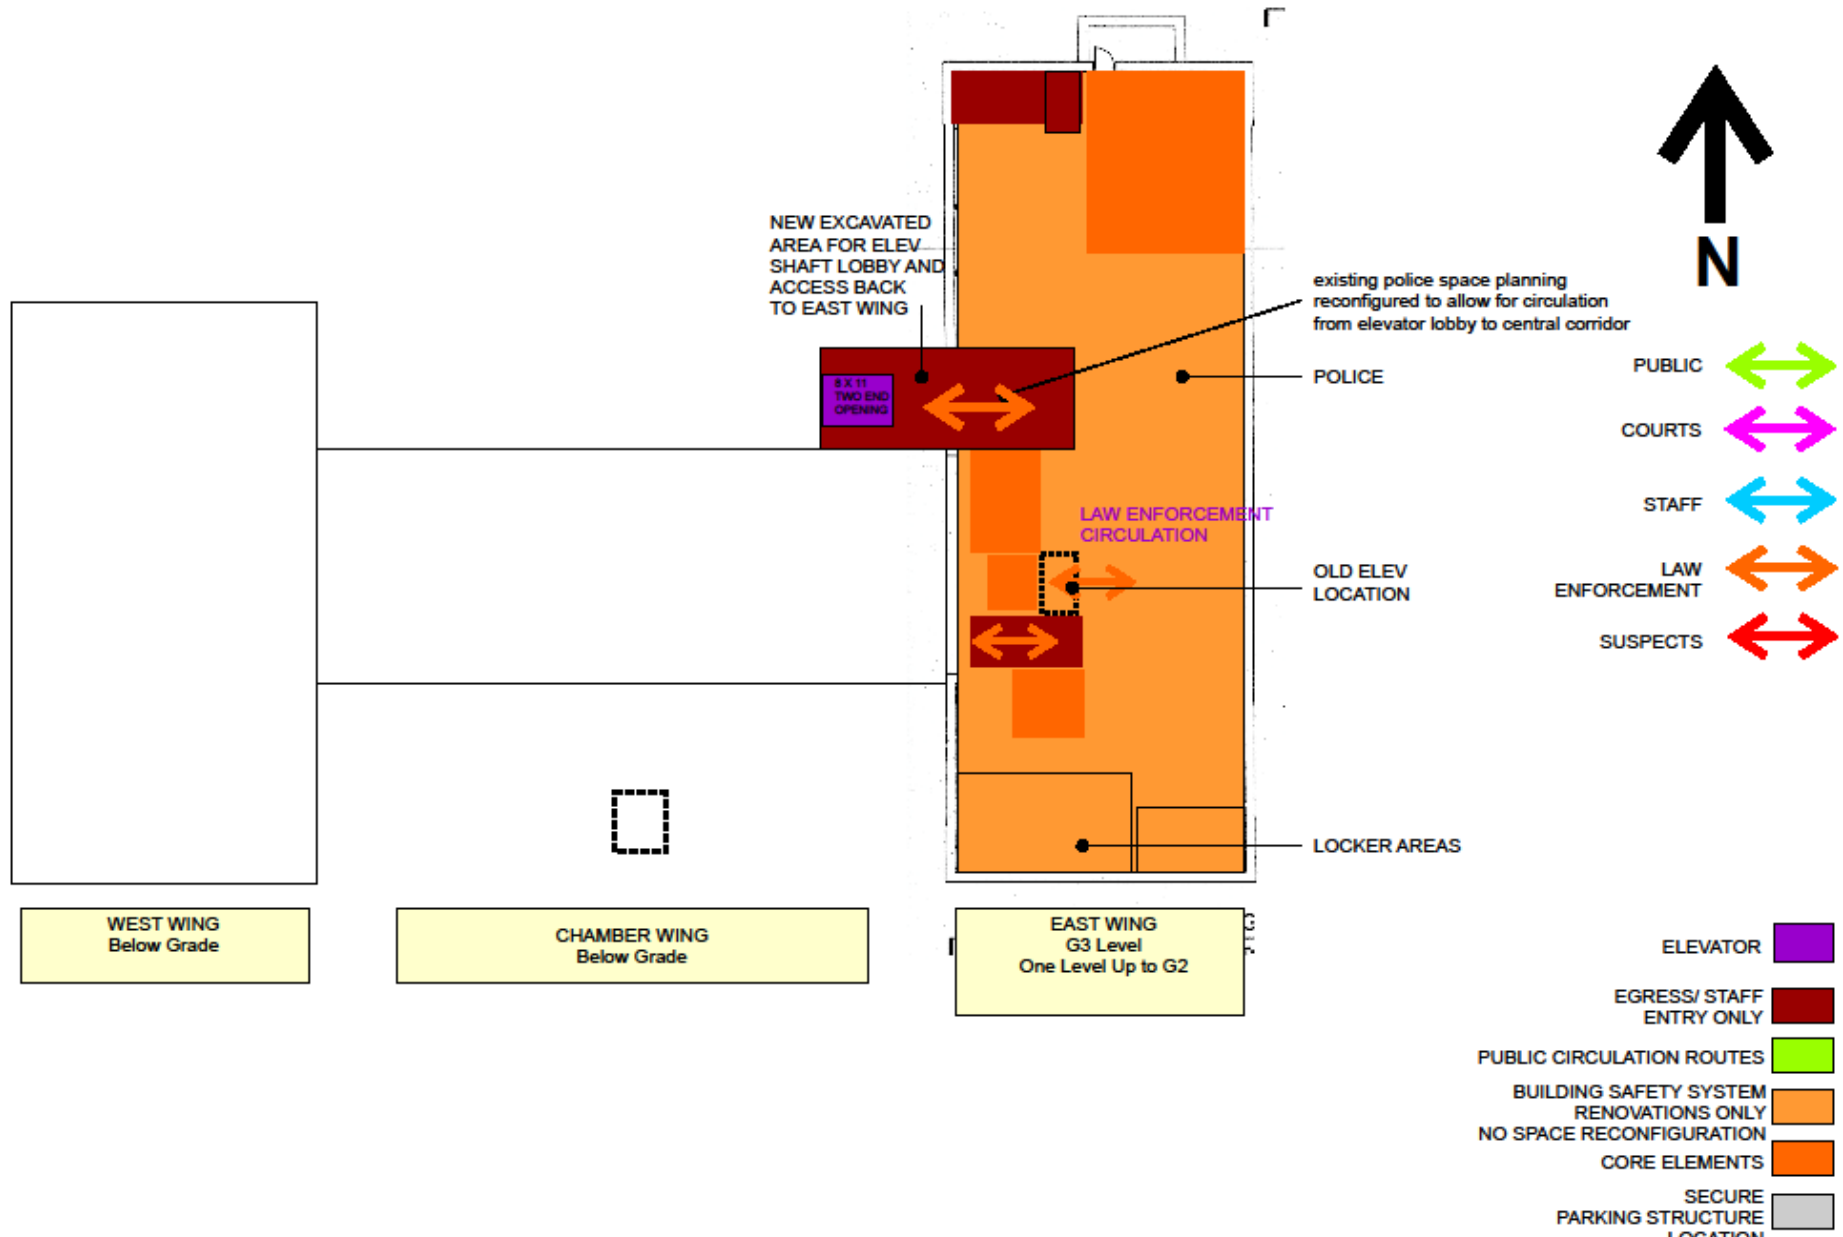 NEW EXCAVATED
AREA FOR ELEV
SHAFT LOBBY AND
ACCESS BACK
TO EAST WING
8 X 11
TWO END
OPENING
existing police space planning
reconfigured to allow for circulation
from elevator lobby to central corridor
POLICE
LAW ENFORCEMENT
CIRCULATION
OLD ELEV
LOCATION
LOCKER AREAS
N
PUBLIC
COURTS
STAFF
LAW
ENFORCEMENT
SUSPECTS
WEST WING
Below Grade
CHAMBER WING
Below Grade
EAST WING
G3 Level
One Level Up to G2
ELEVATOR
EGRESS/ STAFF
ENTRY ONLY
PUBLIC CIRCULATION ROUTES
BUILDING SAFETY SYSTEM
RENOVATIONS ONLY
NO SPACE RECONFIGURATION
CORE ELEMENTS
SECURE
PARKING STRUCTURE
LOCATION